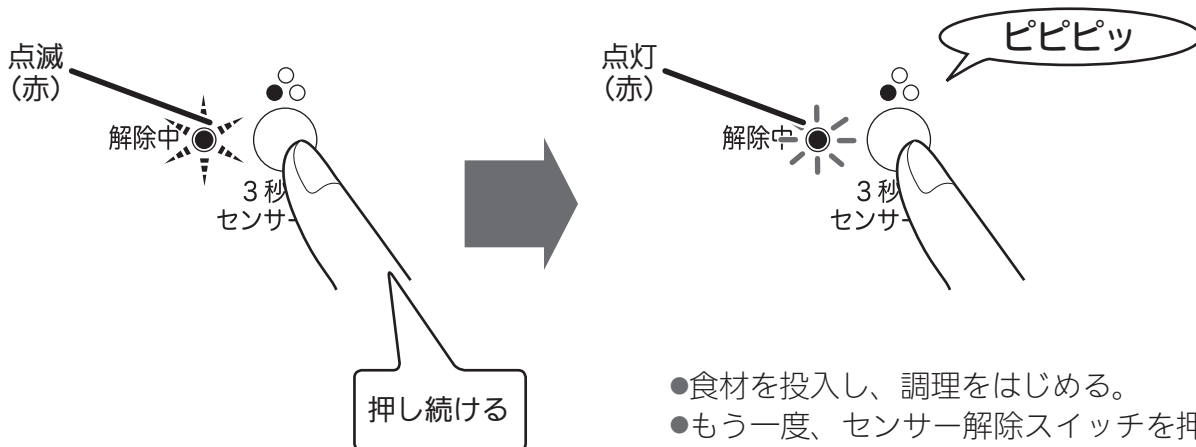 点滅
(赤)
解除中
3秒
センサー
押し続ける
点灯
(赤)
ピピピッ
解除中
3秒
センサー
●食材を投入し、調理をはじめる。
●もう一度、センサー解除スイッチを押